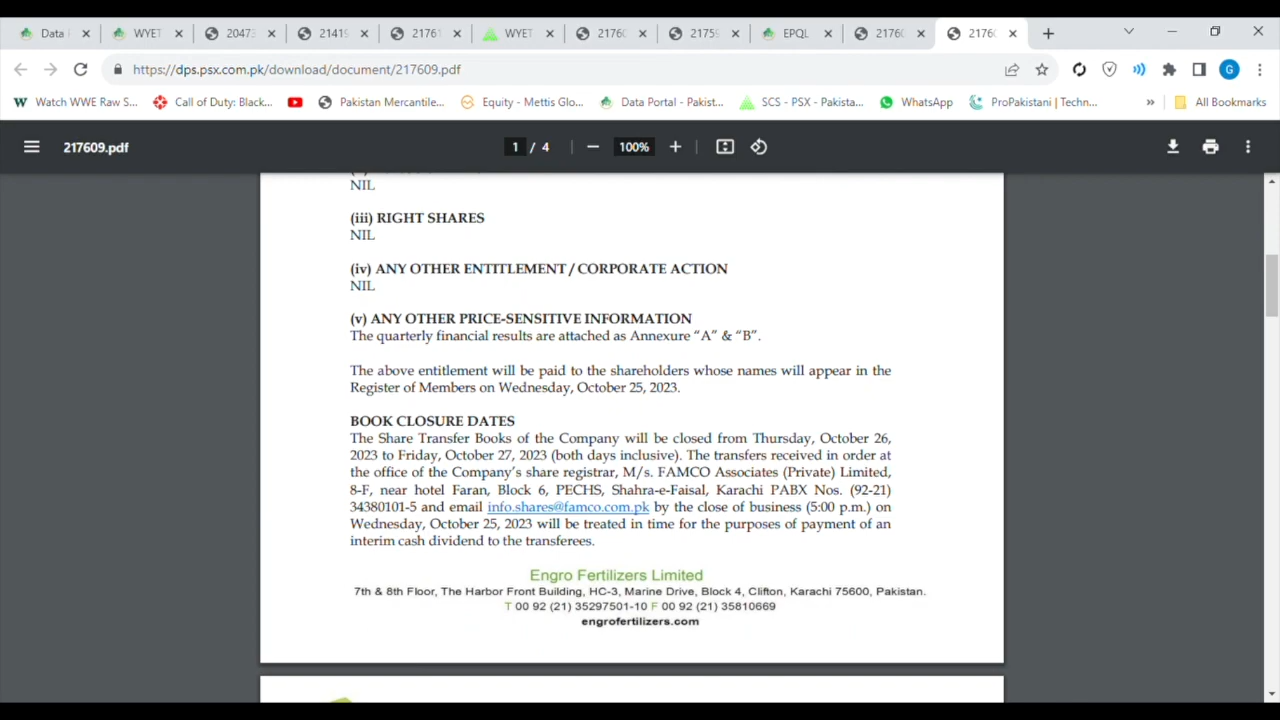 Data
WYET
2047
2141
2176
WYET
2176
2175
EPQL
2176
2176
https://dps.psx.com.pk/download/document/217609.pdf
G
Watch WWE Raw S...
Call of Duty: Black...
Pakistan Mercantile...
Equity - Mettis Glo...
Data Portal - Pakist...
SCS - PSX - Pakista...
WhatsApp
ProPakistani | Techn...
»
All Bookmarks
217609.pdf
1 / 4
100%
NIL
(iii) RIGHT SHARES
NIL
(iv) ANY OTHER ENTITLEMENT / CORPORATE ACTION
NIL
(v) ANY OTHER PRICE-SENSITIVE INFORMATION
The quarterly financial results are attached as Annexure “A” & “B”.
The above entitlement will be paid to the shareholders whose names will appear in the
Register of Members on Wednesday, October 25, 2023.
BOOK CLOSURE DATES
The Share Transfer Books of the Company will be closed from Thursday, October 26,
2023 to Friday, October 27, 2023 (both days inclusive). The transfers received in order at
the office of the Company’s share registrar, M/s. FAMCO Associates (Private) Limited,
8-F, near hotel Faran, Block 6, PECHS, Shahra-e-Faisal, Karachi PABX Nos. (92-21)
34380101-5 and email info.shares@famco.com.pk by the close of business (5:00 p.m.) on
Wednesday, October 25, 2023 will be treated in time for the purposes of payment of an
interim cash dividend to the transferees.
Engro Fertilizers Limited
7th & 8th Floor, The Harbor Front Building, HC-3, Marine Drive, Block 4, Clifton, Karachi 75600, Pakistan.
T 00 92 (21) 35297501-10 F 00 92 (21) 35810669
engrofertilizers.com